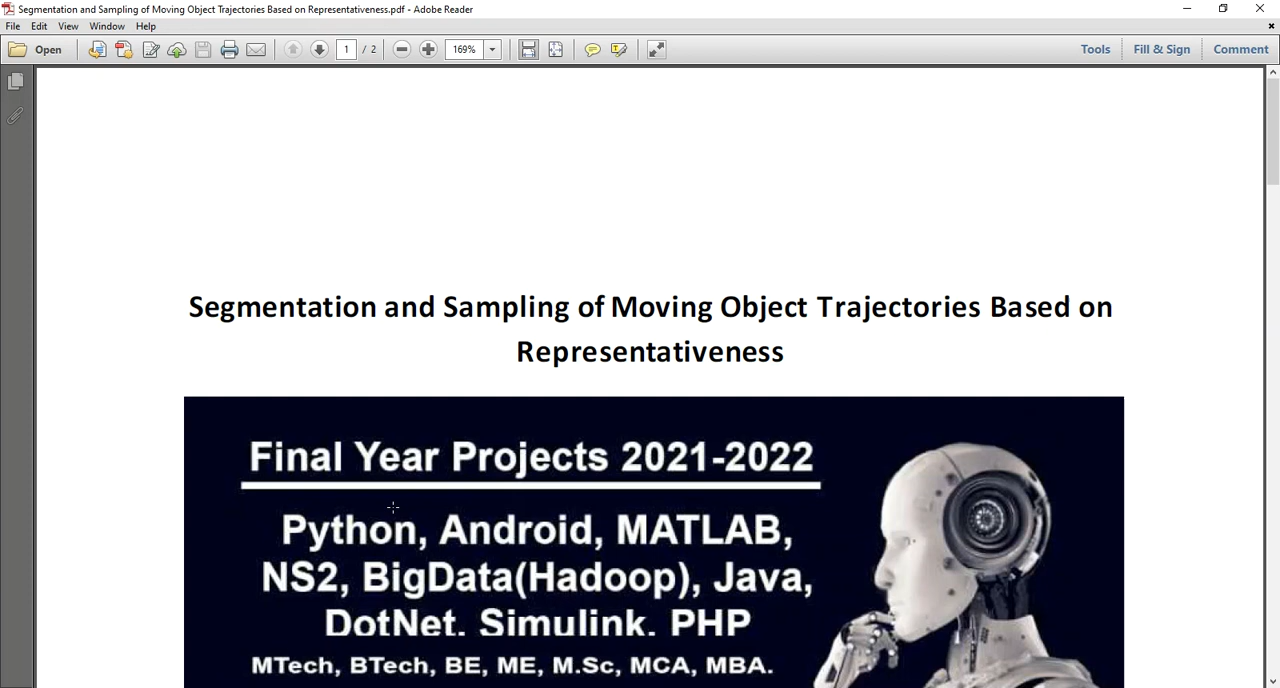 Segmentation and Sampling of Moving Object Trajectories Based on Representativeness.pdf - Adobe Reader
File Edit View Window Help
Open 1 / 2 169% Tools Fill & Sign Comment
Segmentation and Sampling of Moving Object Trajectories Based on
Representativeness
Final Year Projects 2021-2022
Python, Android, MATLAB,
NS2, BigData(Hadoop), Java,
DotNet, Simulink, PHP
MTech, BTech, BE, ME, M.Sc, MCA, MBA.